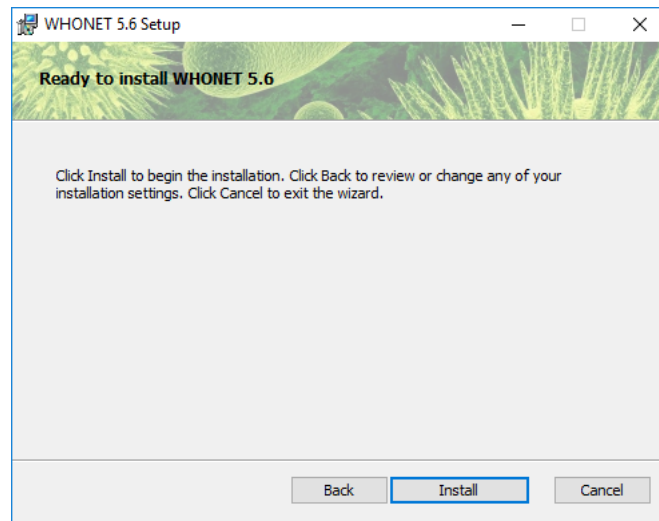 WHONET 5.6 Setup
Ready to install WHONET 5.6
Click Install to begin the installation. Click Back to review or change any of your
installation settings. Click Cancel to exit the wizard.
Back Install Cancel